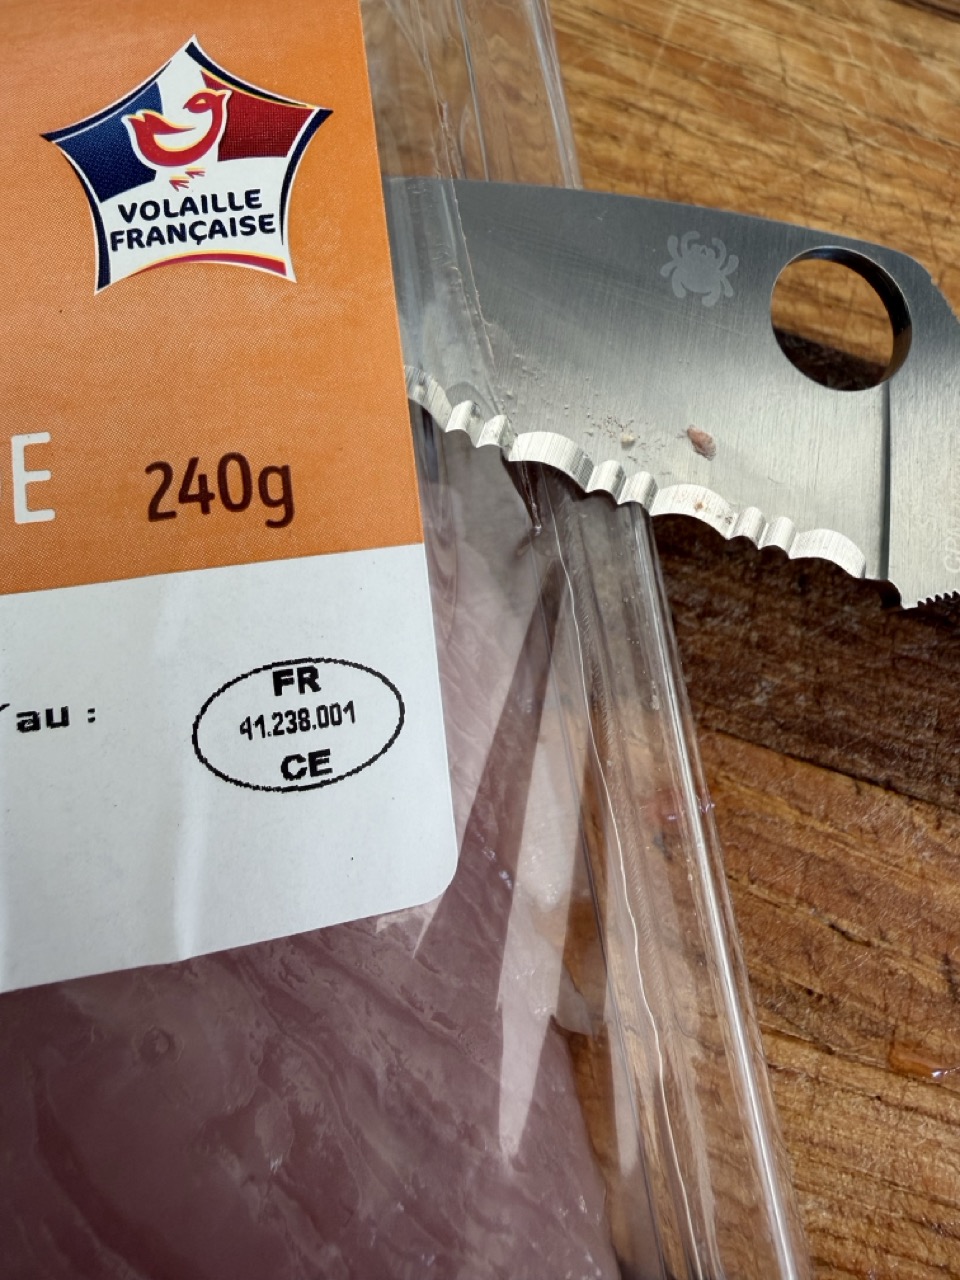 VOLAILLE
FRANÇAISE
E 240g
au :
FR
41.238.001
CE